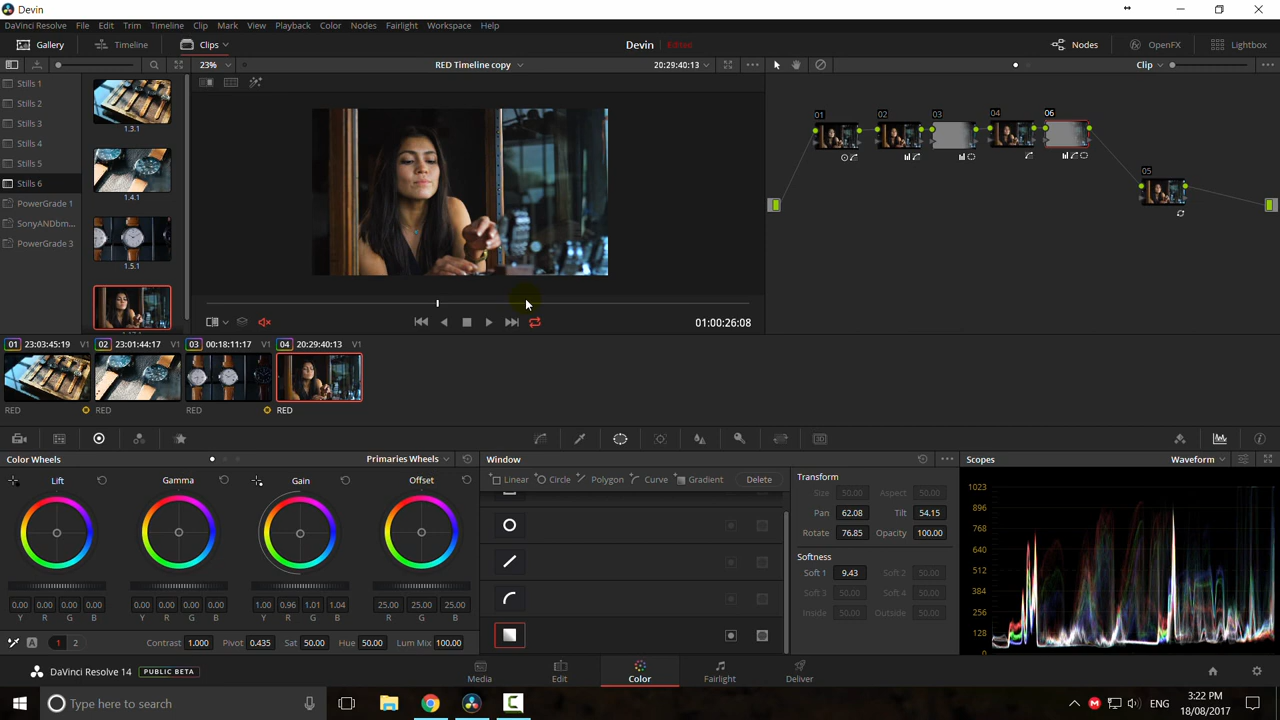 Devin
DaVinci Resolve File Edit Trim Timeline Clip Mark View Playback Color Nodes Fairlight Workspace Help
Gallery Timeline Clips Devin Edited Nodes OpenFX Lightbox
23% RED Timeline copy 20:29:40:13 Clip
Stills 1
Stills 2
Stills 3
Stills 4
Stills 5
Stills 6
PowerGrade 1
SonyANDbm...
PowerGrade 3
1.3.1
1.4.1
1.5.1
01 02 03 04 06
05
01:00:26:08
01 23:03:45:19 V1 02 23:01:44:17 V1 03 00:18:11:17 V1 04 20:29:40:13 V1
RED RED RED RED
Color Wheels Primaries Wheels Window Scopes Waveform
Lift Gamma Gain Offset
0.00 0.00 0.00 0.00 0.00 0.00 0.00 0.00 1.00 0.96 1.01 1.04 25.00 25.00 25.00
Y R G B Y R G B Y R G B R G B
A 1 2 Contrast 1.000 Pivot 0.435 Sat 50.00 Hue 50.00 Lum Mix 100.00
Linear Circle Polygon Curve Gradient Delete
Transform
Size 50.00 Aspect 50.00
Pan 62.08 Tilt 54.15
Rotate 76.85 Opacity 100.00
Softness
Soft 1 9.43 Soft 2 50.00
Soft 3 50.00 Soft 4 50.00
Inside 50.00 Outside 50.00
1023
896
768
640
512
384
256
128
0
DaVinci Resolve 14 PUBLIC BETA Media Edit Color Fairlight Deliver
Type here to search
ENG
3:22 PM
18/08/2017